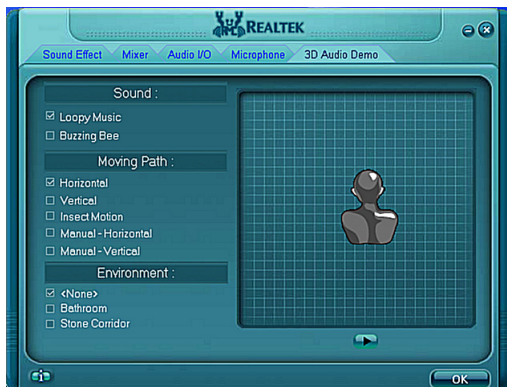 REALTEK
Sound Effect Mixer Audio I/O Microphone 3D Audio Demo
Sound :
Loopy Music
Buzzing Bee
Moving Path :
Horizontal
Vertical
Insect Motion
Manual-Horizontal
Manual-Vertical
Environment :
<None>
Bathroom
Stone Corridor
i
OK